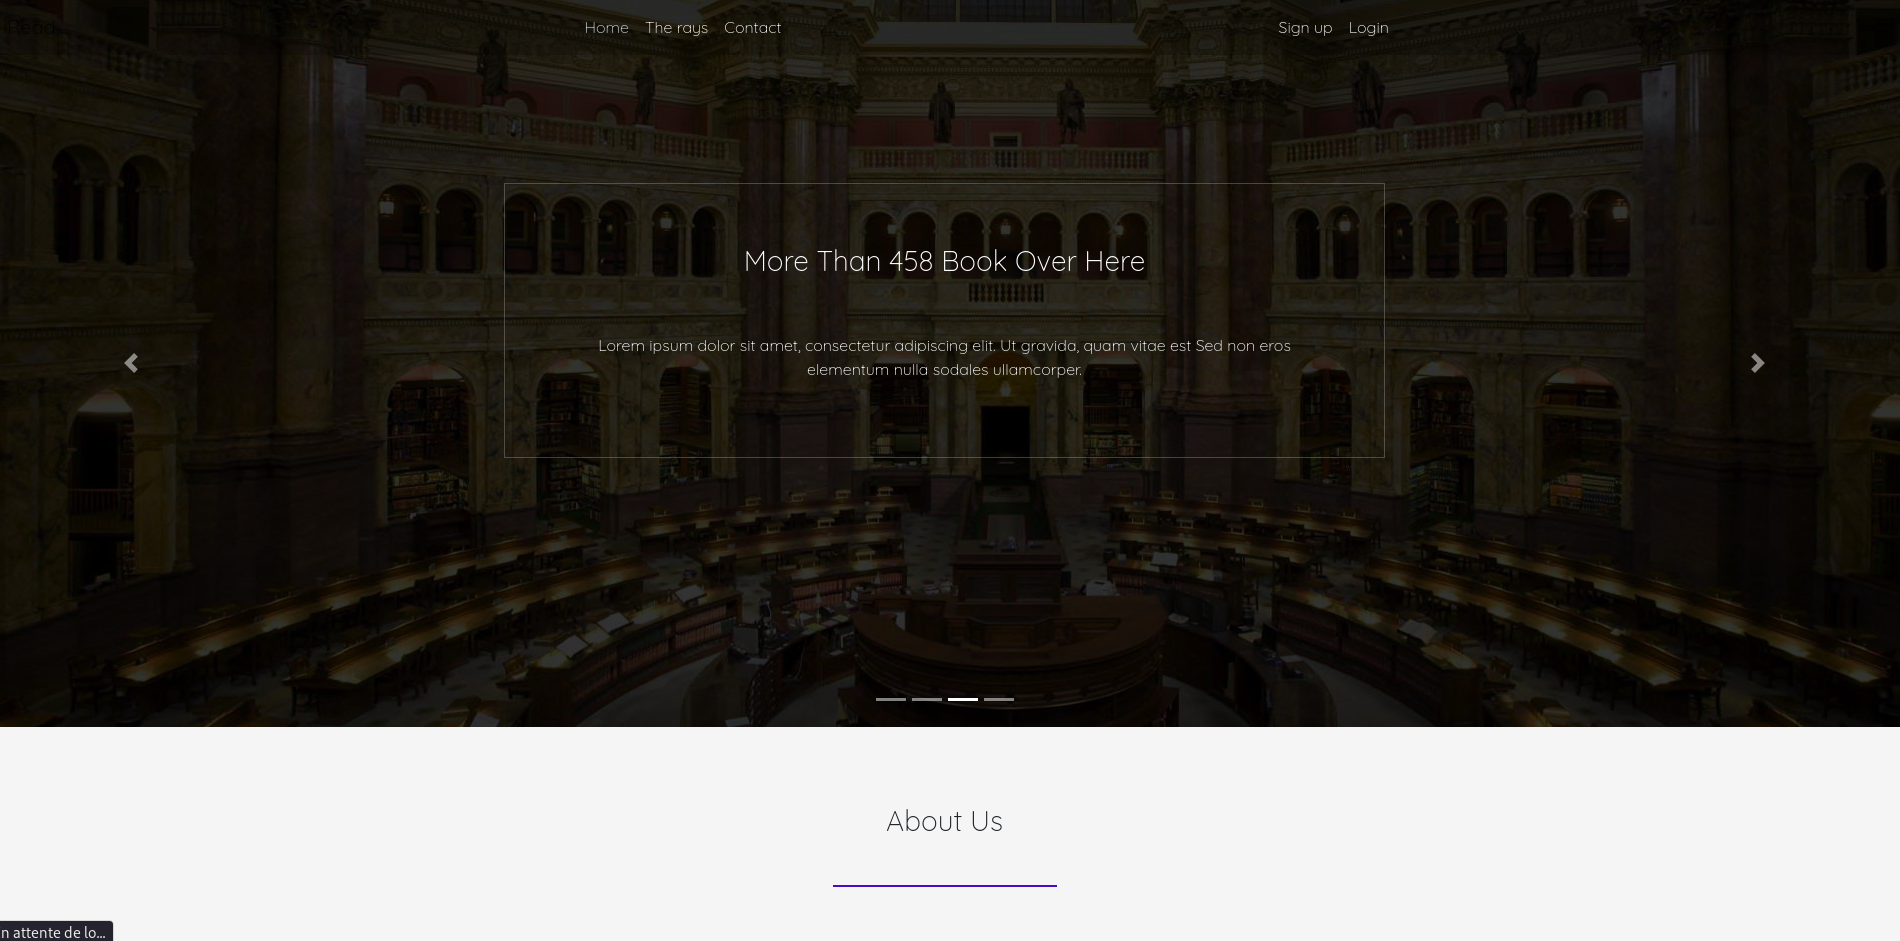 Read
Home The rays Contact Sign up Login
More Than 458 Book Over Here
Lorem ipsum dolor sit amet, consectetur adipiscing elit. Ut gravida, quam vitae est Sed non eros
elementum nulla sodales ullamcorper.
About Us
n attente de lo...